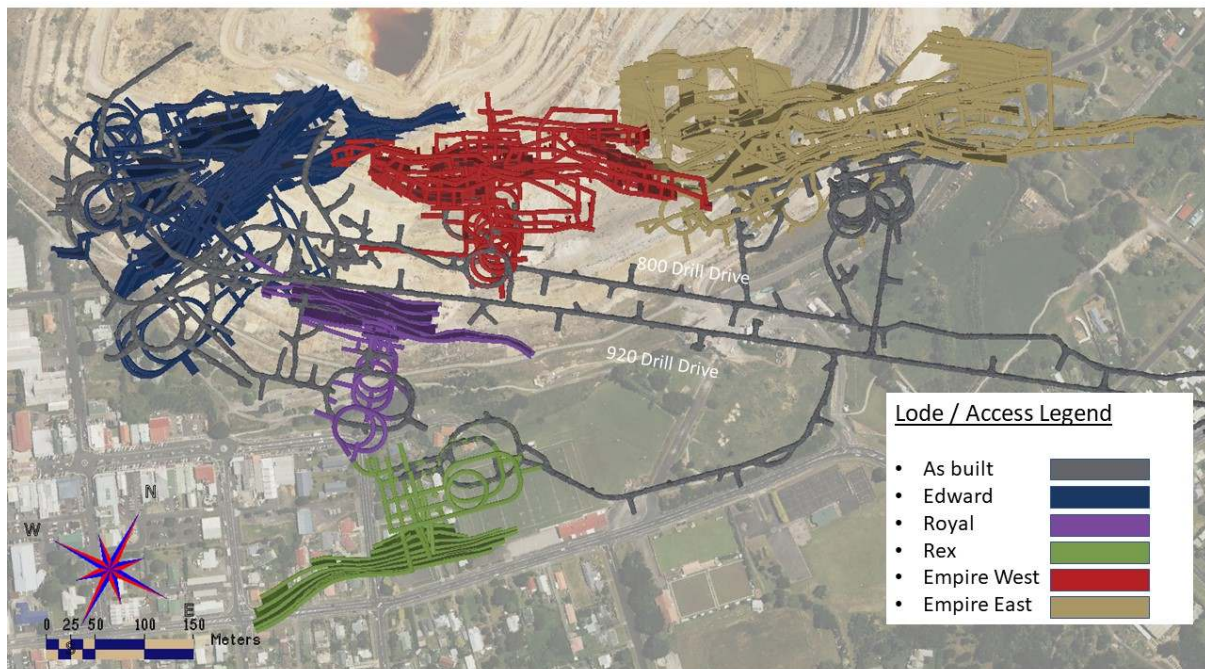 800 Drill Drive
920 Drill Drive
Lode / Access Legend
• As built
• Edward
• Royal
• Rex
• Empire West
• Empire East
N
W
E
S
0 25 50 100 150
Meters